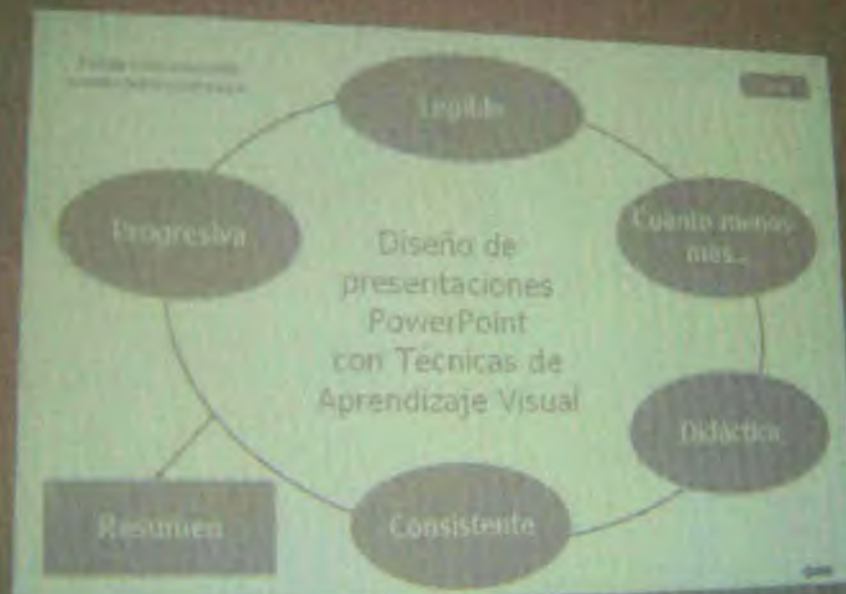 Legible
Cuanto menos
más...
Progresiva
Diseño de
presentaciones
PowerPoint
con Técnicas de
Aprendizaje Visual
Didáctica
Consistente
Resumen